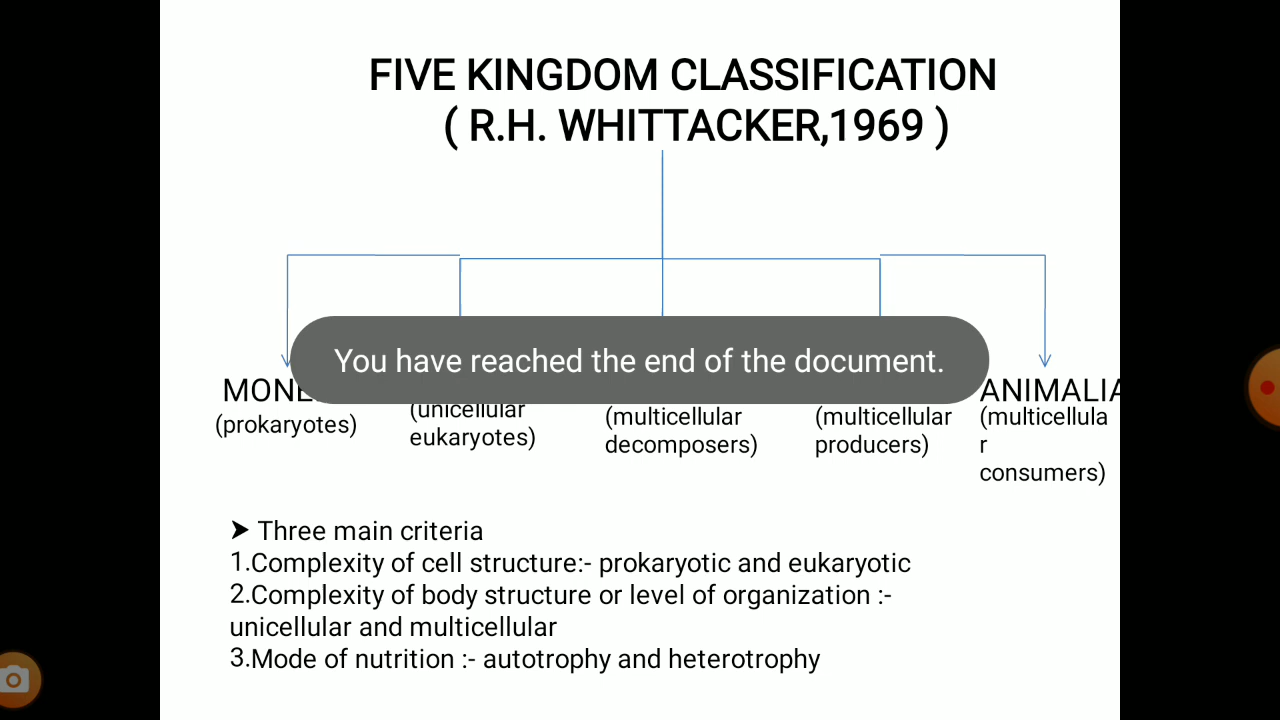 FIVE KINGDOM CLASSIFICATION
( R.H. WHITTACKER,1969 )
You have reached the end of the document.
MONE
(prokaryotes)
(unicellular
eukaryotes)
(multicellular
decomposers)
(multicellular
producers)
ANIMALIA
(multicellula
r
consumers)
➤ Three main criteria
1.Complexity of cell structure:- prokaryotic and eukaryotic
2.Complexity of body structure or level of organization :-
unicellular and multicellular
3.Mode of nutrition :- autotrophy and heterotrophy